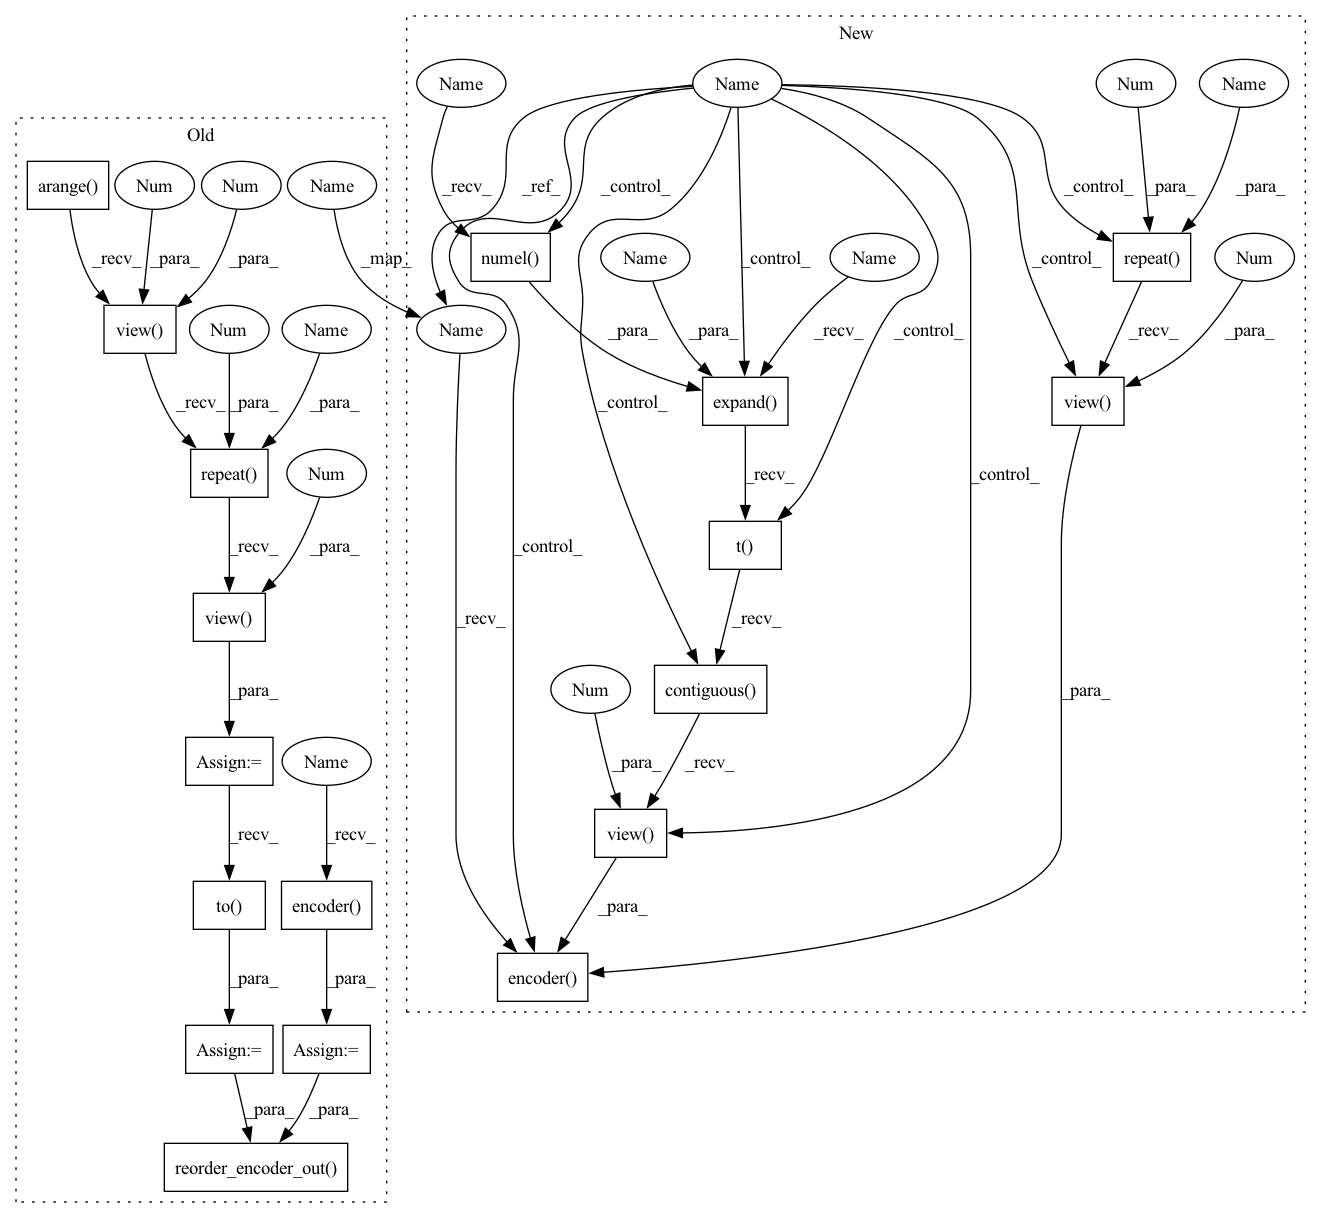 New
Name
Name
Num
Name
Old
arange()
Num
Num
Name
_recv_
_ref_
_control_
_control_
_para_
_para_
_recv_
_para_
_para_
_map_
numel()
Name
_control_
Name
repeat()
Num
_control_
view()
Num
Name
Name
_para_
_para_
_recv_
_control_
_recv_
_para_
_recv_
_para_
_para_
_control_
expand()
view()
repeat()
Num
_recv_
_control_
_recv_
_para_
_control_
t()
view()
_recv_
_recv_
_para_
Num
contiguous()
_para_
Assign:=
Name
_para_
_recv_
_recv_
_recv_
view()
to()
encoder()
_para_
_para_
_para_
encoder()
Assign:=
Assign:=
_para_
_para_
reorder_encoder_out()